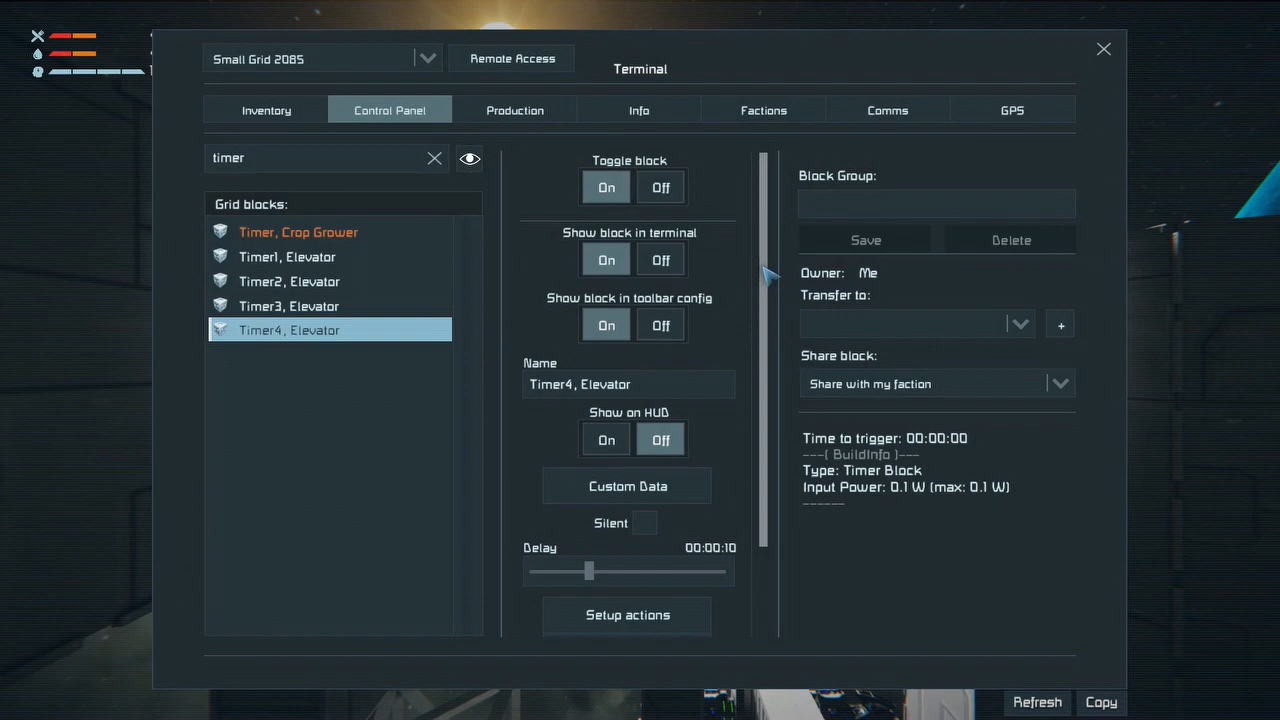 Small Grid 2085
Remote Access
Terminal
Inventory
Control Panel
Production
Info
Factions
Comms
GPS
timer
Grid blocks:
Timer, Crop Grower
Timer1, Elevator
Timer2, Elevator
Timer3, Elevator
Timer4, Elevator
Toggle block
On Off
Show block in terminal
On Off
Show block in toolbar config
On Off
Name
Timer4, Elevator
Show on HUD
On Off
Custom Data
Silent
Delay 00:00:10
Setup actions
Block Group:
Save Delete
Owner: Me
Transfer to:
+
Share block:
Share with my faction
Time to trigger: 00:00:00
---( BuildInfo )---
Type: Timer Block
Input Power: 0.1 W (max: 0.1 W)
------
Refresh Copy